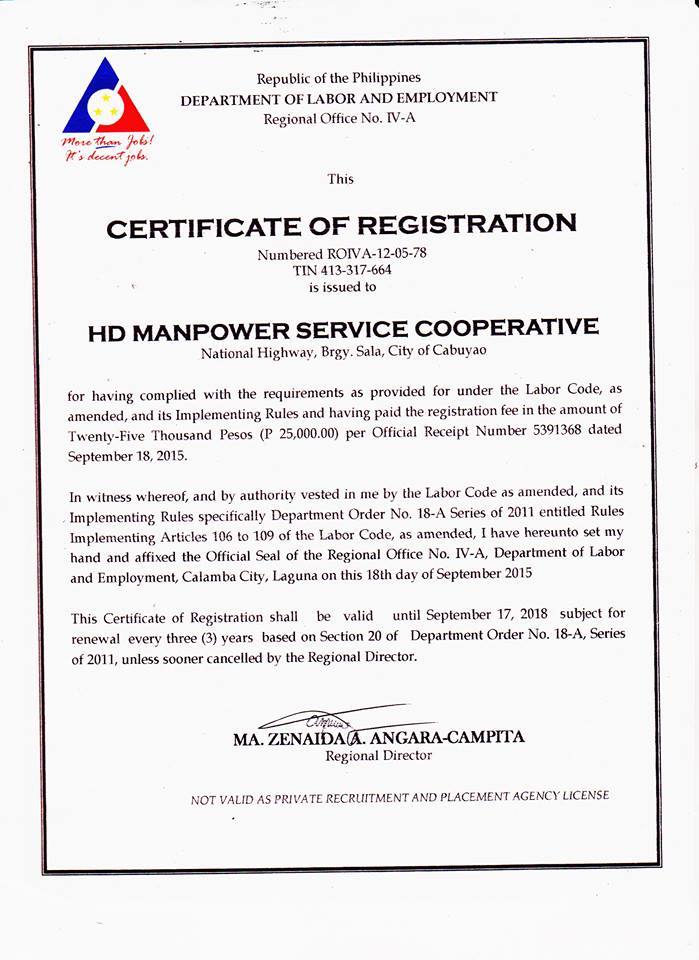 More than Jobs!
It's decent jobs.
Republic of the Philippines
DEPARTMENT OF LABOR AND EMPLOYMENT
Regional Office No. IV-A
This
CERTIFICATE OF REGISTRATION
Numbered ROIVA-12-05-78
TIN 413-317-664
is issued to
HD MANPOWER SERVICE COOPERATIVE
National Highway, Brgy. Sala, City of Cabuyao
for having complied with the requirements as provided for under the Labor Code, as
amended, and its Implementing Rules and having paid the registration fee in the amount of
Twenty-Five Thousand Pesos (P 25,000.00) per Official Receipt Number 5391368 dated
September 18, 2015.
In witness whereof, and by authority vested in me by the Labor Code as amended, and its
Implementing Rules specifically Department Order No. 18-A Series of 2011 entitled Rules
Implementing Articles 106 to 109 of the Labor Code, as amended, I have hereunto set my
hand and affixed the Official Seal of the Regional Office No. IV-A, Department of Labor
and Employment, Calamba City, Laguna on this 18th day of September 2015
This Certificate of Registration shall be valid until September 17, 2018 subject for
renewal every three (3) years based on Section 20 of Department Order No. 18-A, Series
of 2011, unless sooner cancelled by the Regional Director.
MA. ZENAIDA A. ANGARA-CAMPITA
Regional Director
NOT VALID AS PRIVATE RECRUITMENT AND PLACEMENT AGENCY LICENSE